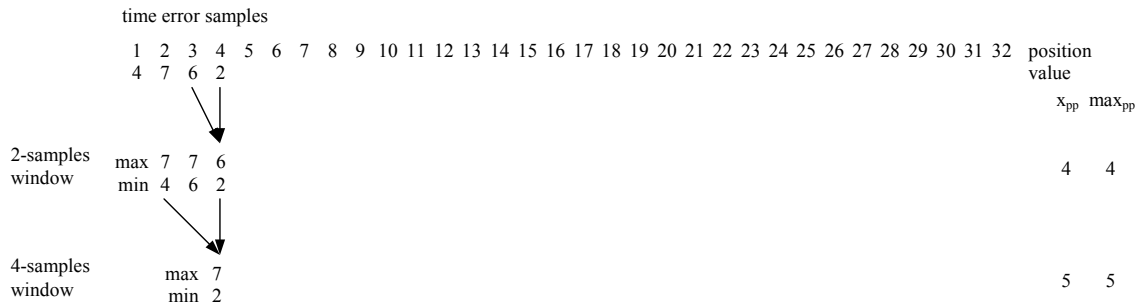 time error samples
1 2 3 4 5 6 7 8 9 10 11 12 13 14 15 16 17 18 19 20 21 22 23 24 25 26 27 28 29 30 31 32 position
4 7 6 2 value
xpp maxpp
2-samples window
max 7 7 6
min 4 6 2
4 4
4-samples window
max 7
min 2
5 5